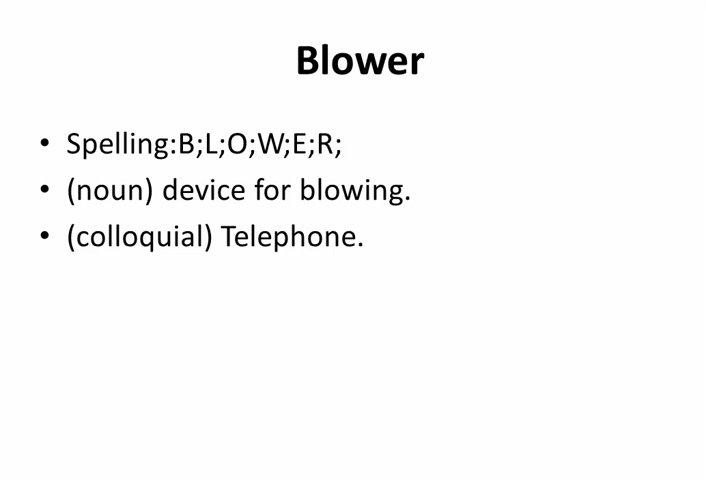 Blower
• Spelling:B;L;O;W;E;R;
• (noun) device for blowing.
• (colloquial) Telephone.